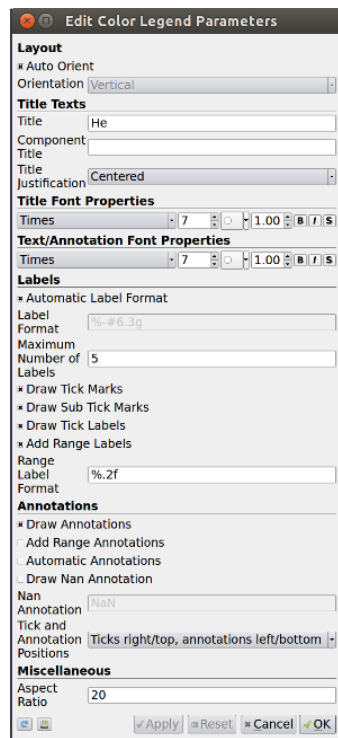 Edit Color Legend Parameters
Layout
Auto Orient
Orientation Vertical
Title Texts
Title He
Component
Title
Title
Justification Centered
Title Font Properties
Times 7 1.00 B I S
Text/Annotation Font Properties
Times 7 1.00 B I S
Labels
Automatic Label Format
Label
Format %-#6.3g
Maximum
Number of 5
Labels
Draw Tick Marks
Draw Sub Tick Marks
Draw Tick Labels
Add Range Labels
Range
Label %.2f
Format
Annotations
Draw Annotations
Add Range Annotations
Automatic Annotations
Draw Nan Annotation
Nan
Annotation NaN
Tick and
Annotation Ticks right/top, annotations left/bottom
Positions
Miscellaneous
Aspect
Ratio 20
Apply Reset Cancel OK